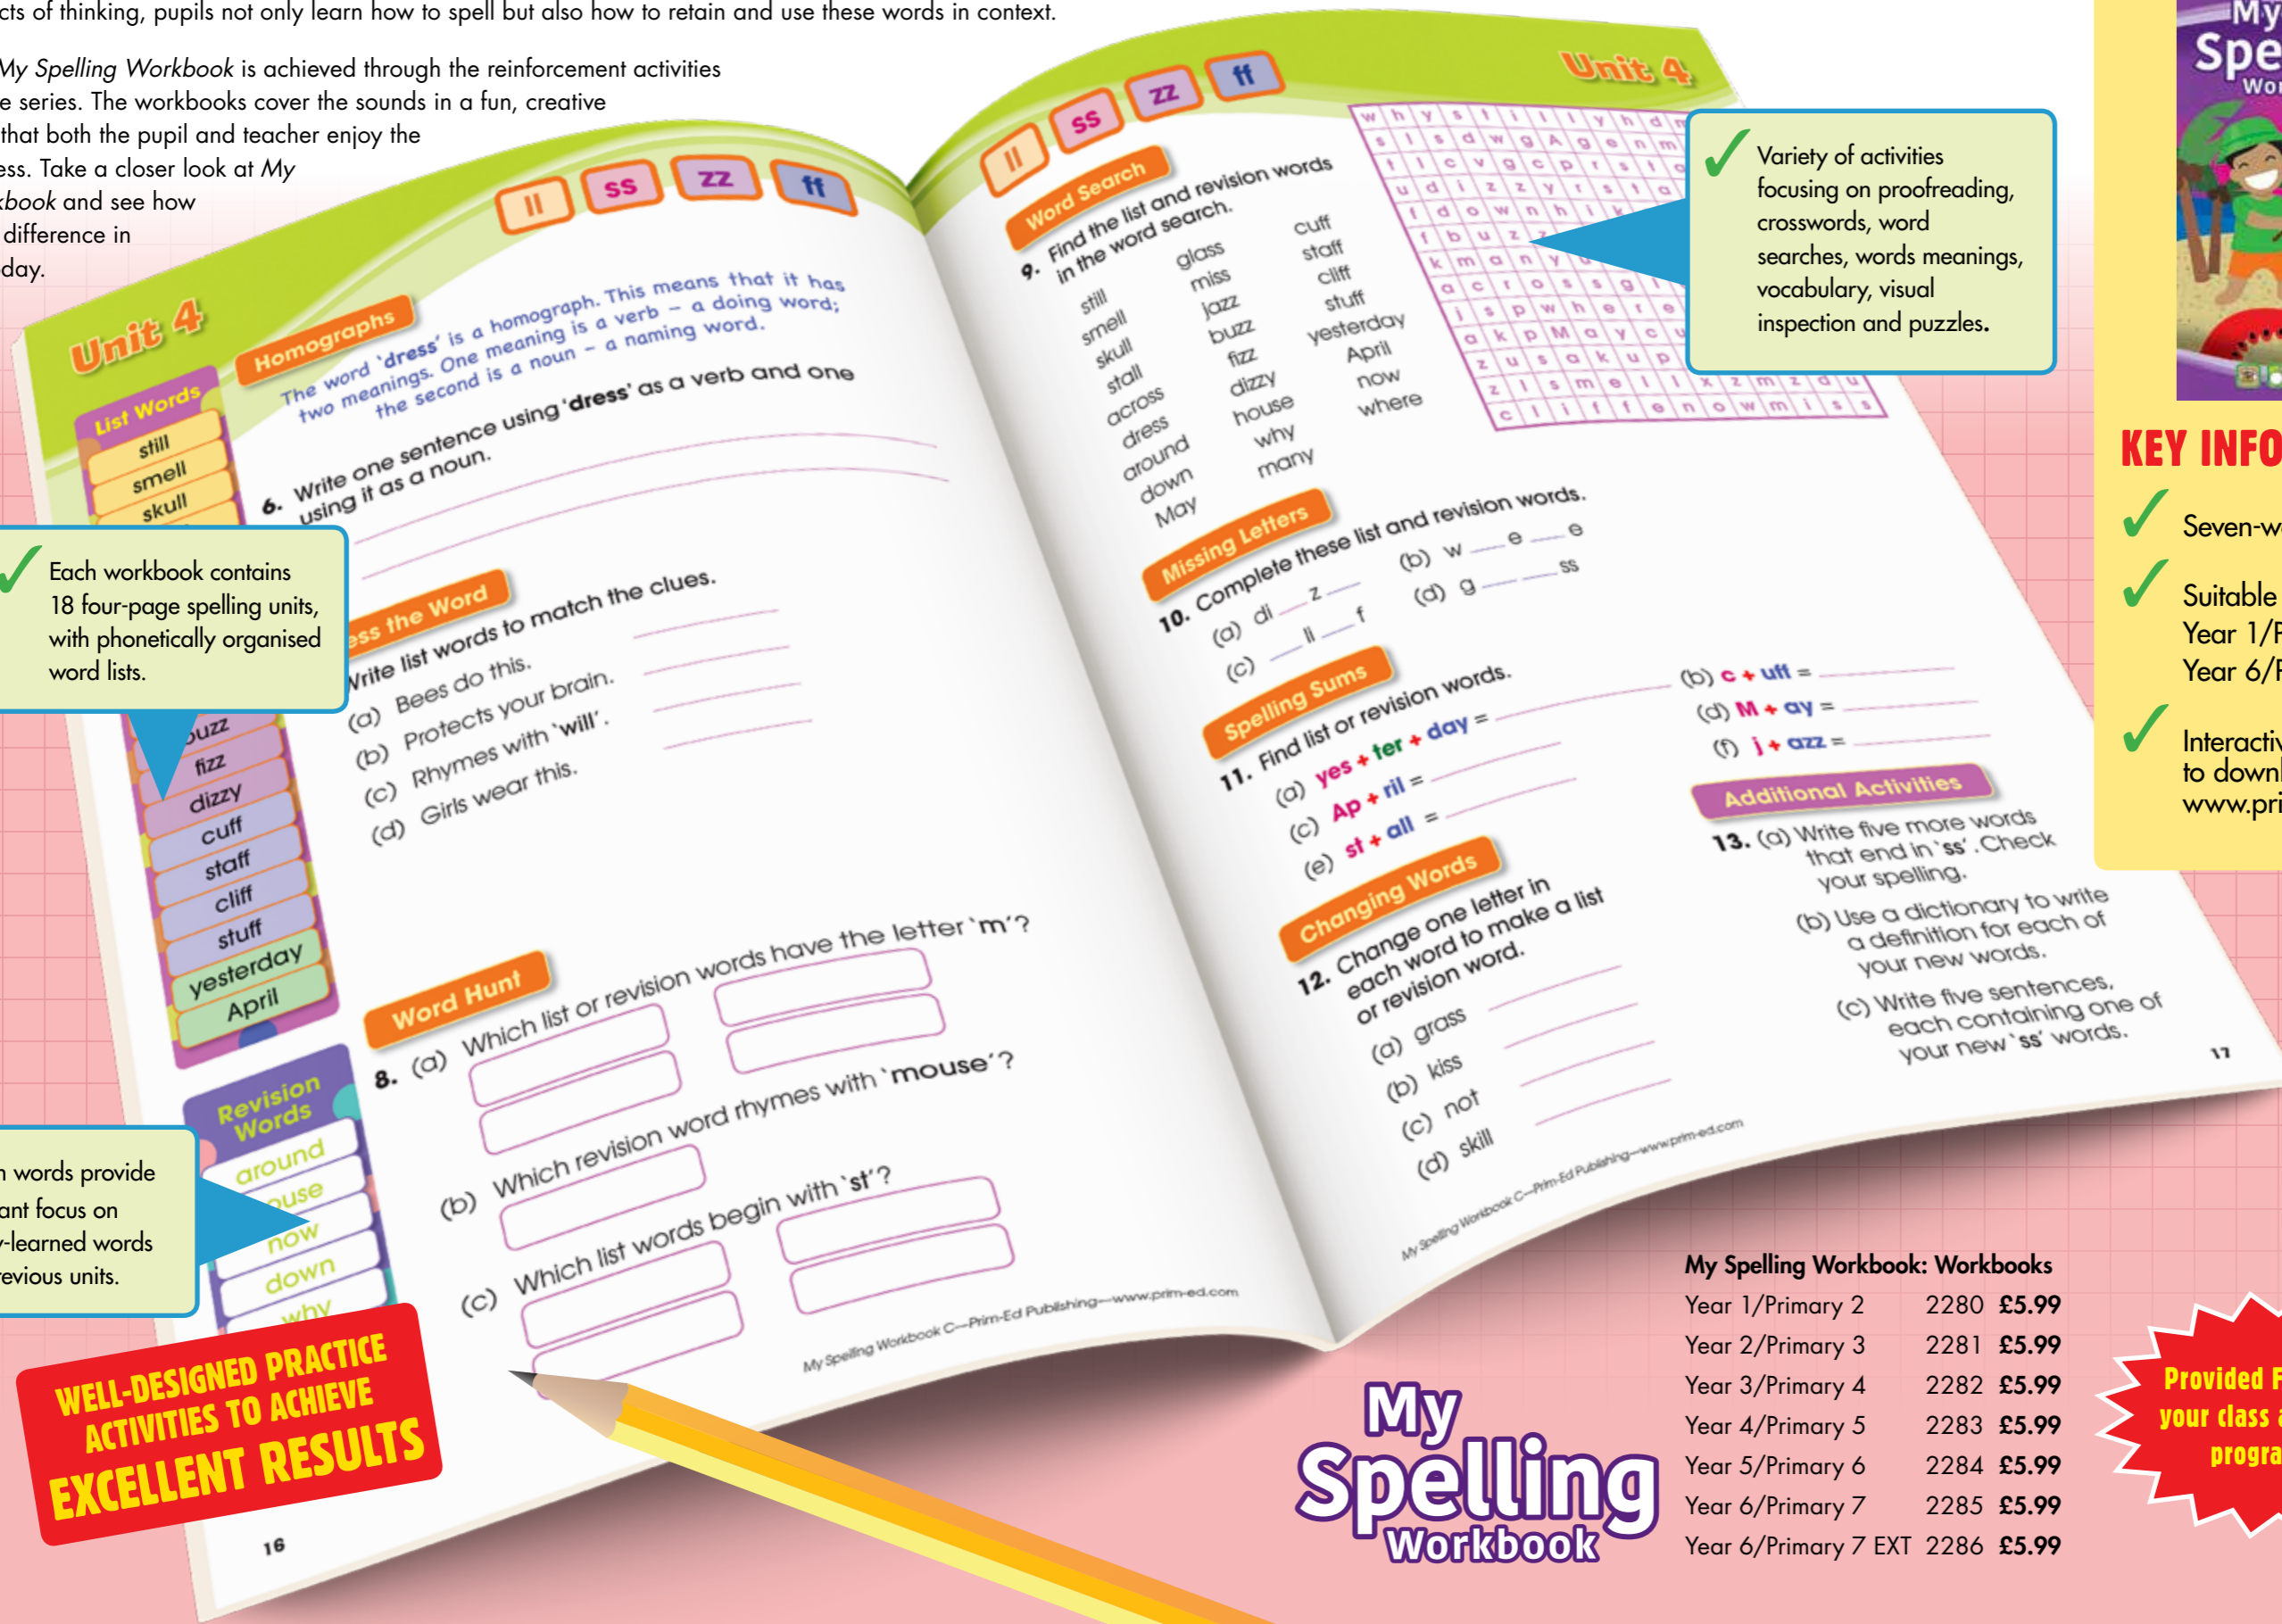 cts of thinking, pupils not only learn how to spell but also how to retain and use these words in context.
My Spelling Workbook is achieved through the reinforcement activities
e series. The workbooks cover the sounds in a fun, creative
that both the pupil and teacher enjoy the
ess. Take a closer look at My
kbook and see how
difference in
day.
Unit 4
ll ss zz ff
List Words
still
smell
skull
buzz
fizz
dizzy
cuff
staff
cliff
stuff
yesterday
April
Revision
Words
around
house
now
down
why
Homographs
The word 'dress' is a homograph. This means that it has
two meanings. One meaning is a verb – a doing word;
the second is a noun – a naming word.
6. Write one sentence using 'dress' as a verb and one
using it as a noun.
ess the Word
Write list words to match the clues.
(a) Bees do this.
(b) Protects your brain.
(c) Rhymes with 'will'.
(d) Girls wear this.
Word Hunt
8. (a) Which list or revision words have the letter 'm'?
(b) Which revision word rhymes with 'mouse'?
(c) Which list words begin with 'st'?
My Spelling Workbook C—Prim-Ed Publishing—www.prim-ed.com
16
✓ Each workbook contains
18 four-page spelling units,
with phonetically organised
word lists.
n words provide
ant focus on
y-learned words
revious units.
WELL-DESIGNED PRACTICE
ACTIVITIES TO ACHIEVE
EXCELLENT RESULTS
ll ss zz ff
Unit 4
Word Search
9. Find the list and revision words
in the word search.
still glass cuff
smell miss staff
skull jazz cliff
stall buzz stuff
across fizz yesterday
dress dizzy April
around house now
down why where
May many
w h y s t i l l y h d m
s l s d w g A g e n m
t l c v g c p r s t a
u d i z z y r s t a
f d o w n h i k
f b u z z
k m a n y
a c r o s s g l
j s p w h e r e
a k p M a y c u
z u s a k u p
z l s m e l l x z m z d u
c l i f f e n o w m i s s
Missing Letters
10. Complete these list and revision words.
(a) di __ z __ (b) w __ e __ e
(c) __ li __ f (d) g __ __ ss
Spelling Sums
11. Find list or revision words.
(a) yes + ter + day = (b) c + uff =
(c) Ap + ril = (d) M + ay =
(e) st + all = (f) j + azz =
Changing Words
12. Change one letter in
each word to make a list
or revision word.
(a) grass
(b) kiss
(c) not
(d) skill
Additional Activities
13. (a) Write five more words
that end in 'ss'. Check
your spelling.
(b) Use a dictionary to write
a definition for each of
your new words.
(c) Write five sentences,
each containing one of
your new 'ss' words.
17
My Spelling Workbook C—Prim-Ed Publishing—www.prim-ed.com
✓ Variety of activities
focusing on proofreading,
crosswords, word
searches, words meanings,
vocabulary, visual
inspection and puzzles.
My
Spe
Wor
KEY INFO
✓ Seven-w
✓ Suitable
Year 1/P
Year 6/P
✓ Interactiv
to downl
www.pri
My
Spelling
Workbook
My Spelling Workbook: Workbooks
Year 1/Primary 2 2280 £5.99
Year 2/Primary 3 2281 £5.99
Year 3/Primary 4 2282 £5.99
Year 4/Primary 5 2283 £5.99
Year 5/Primary 6 2284 £5.99
Year 6/Primary 7 2285 £5.99
Year 6/Primary 7 EXT 2286 £5.99
Provided F
your class a
progra